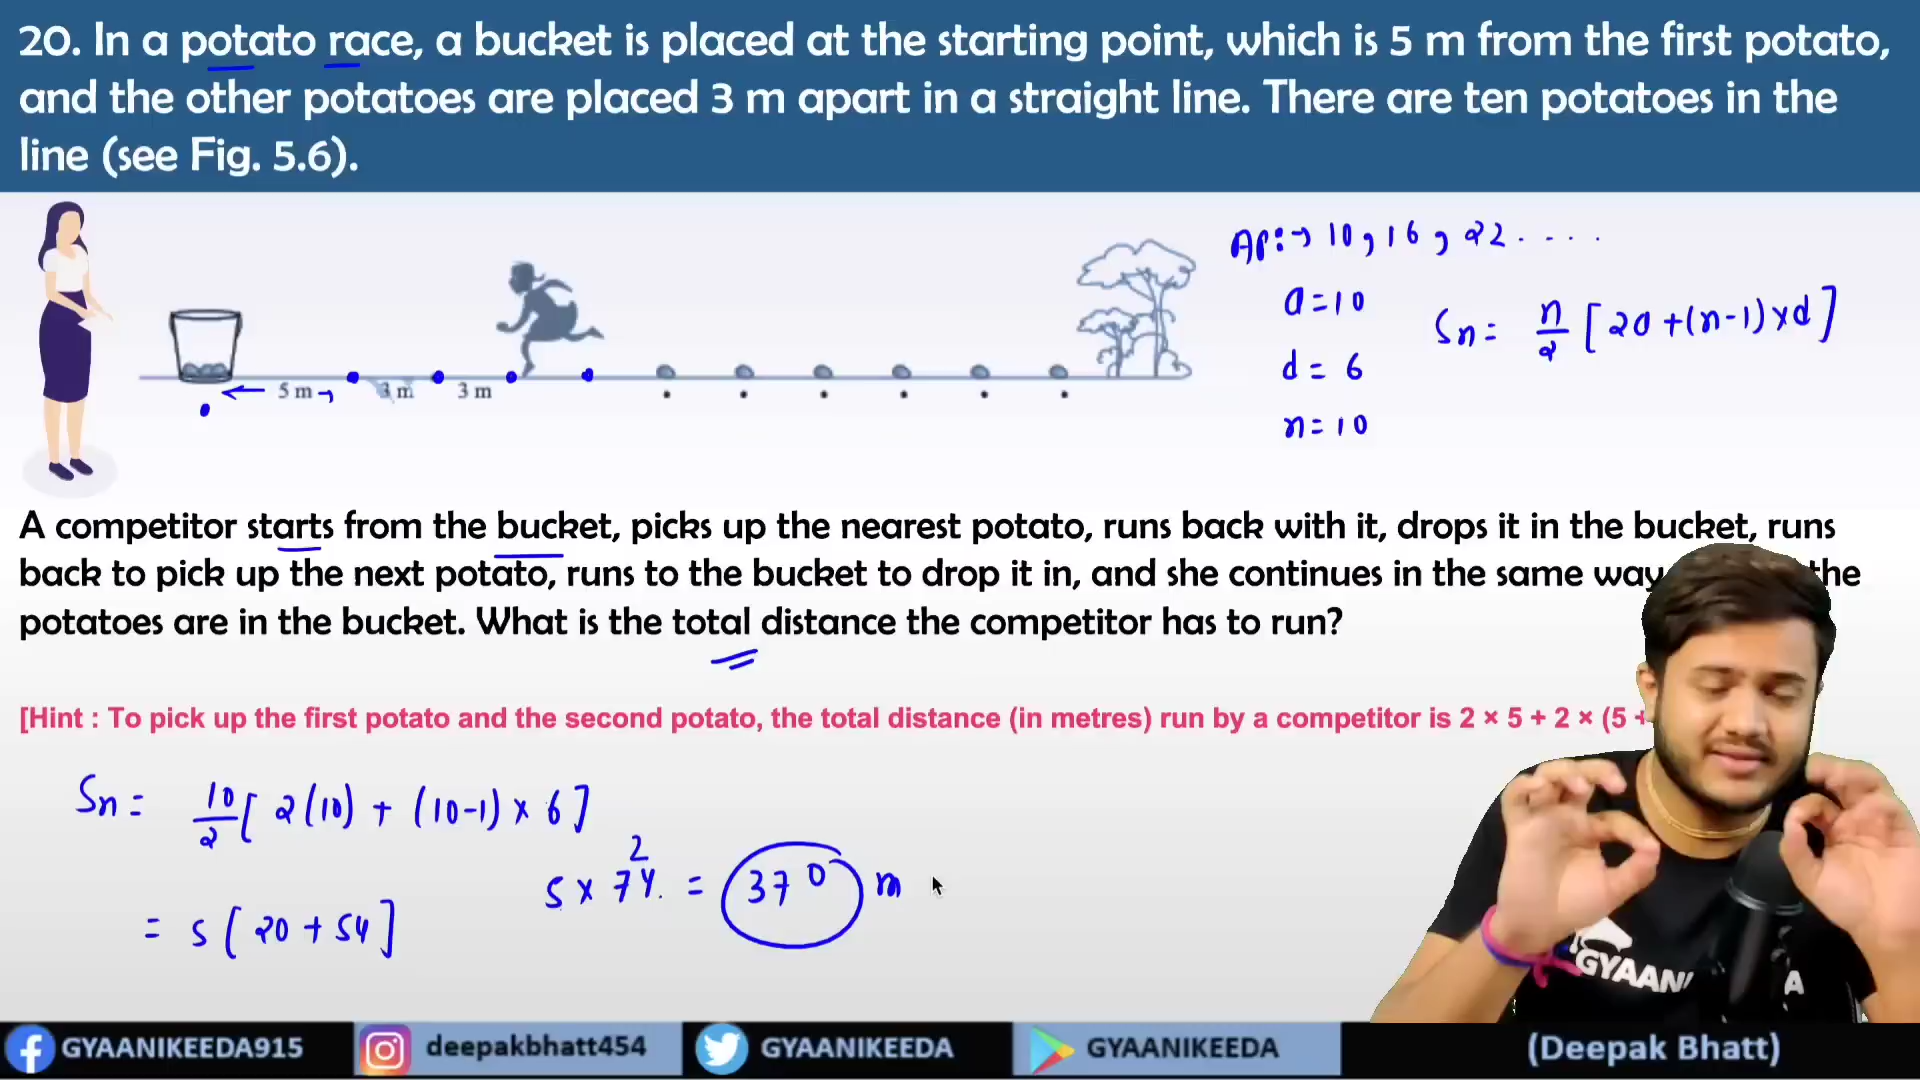 20. In a potato race, a bucket is placed at the starting point, which is 5 m from the first potato,
and the other potatoes are placed 3 m apart in a straight line. There are ten potatoes in the
line (see Fig. 5.6).
AP:→ 10, 16, 22 . . . . .
a = 10
Sn = n/2 [2a + (n-1) x d]
d = 6
n = 10
5 m
3 m
3 m
A competitor starts from the bucket, picks up the nearest potato, runs back with it, drops it in the bucket, runs
back to pick up the next potato, runs to the bucket to drop it in, and she continues in the same way the
potatoes are in the bucket. What is the total distance the competitor has to run?
[Hint : To pick up the first potato and the second potato, the total distance (in metres) run by a competitor is 2 × 5 + 2 × (5 +
Sn = 10/2 [ 2(10) + (10-1) x 6 ]
2
5 x 74 = 370 m
= 5 [ 20 + 54 ]
GYAANI
A
GYAANIKEEDA915
deepakbhatt454
GYAANIKEEDA
GYAANIKEEDA
(Deepak Bhatt)